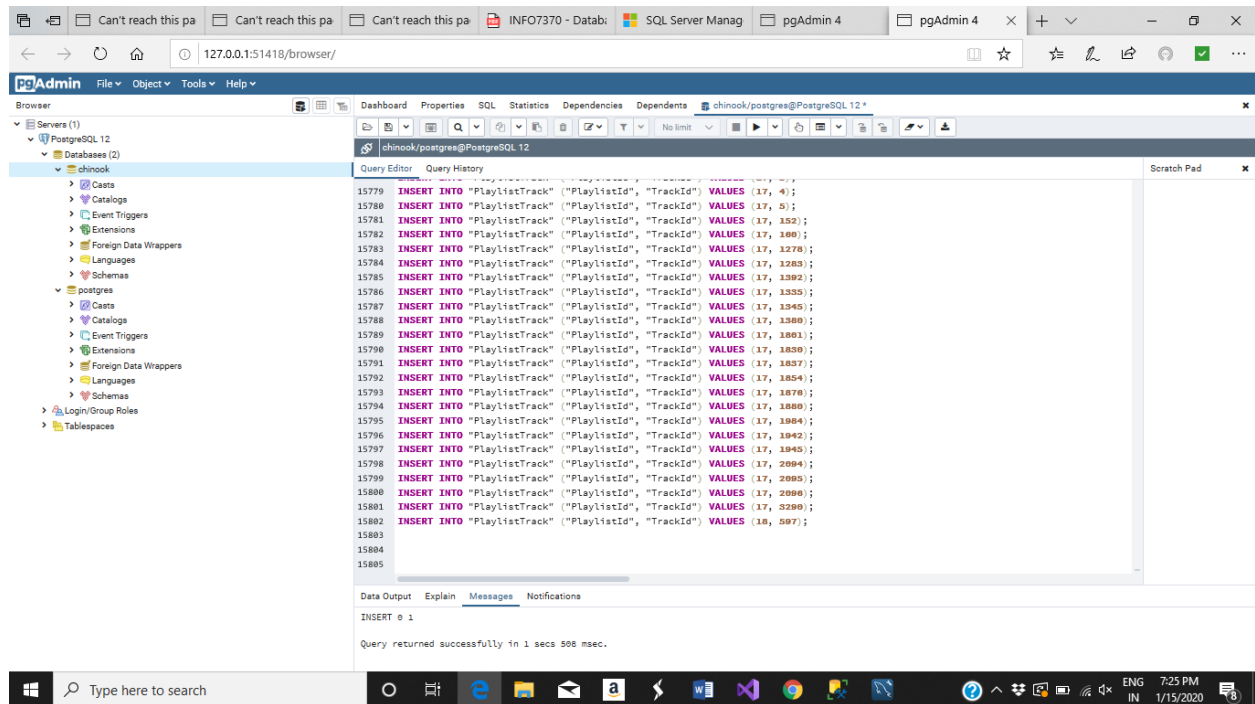 Can't reach this pa
Can't reach this pa
Can't reach this pa
INFO7370 - Databa
SQL Server Manag
pgAdmin 4
pgAdmin 4
127.0.0.1:51418/browser/
pgAdmin File Object Tools Help
Browser
Dashboard Properties SQL Statistics Dependencies Dependents chinook/postgres@PostgreSQL 12 *
No limit
chinook/postgres@PostgreSQL 12
Query Editor Query History
Scratch Pad
Servers (1)
PostgreSQL 12
Databases (2)
chinook
Casts
Catalogs
Event Triggers
Extensions
Foreign Data Wrappers
Languages
Schemas
postgres
Casts
Catalogs
Event Triggers
Extensions
Foreign Data Wrappers
Languages
Schemas
Login/Group Roles
Tablespaces
15779 INSERT INTO "PlaylistTrack" ("PlaylistId", "TrackId") VALUES (17, 4);
15780 INSERT INTO "PlaylistTrack" ("PlaylistId", "TrackId") VALUES (17, 5);
15781 INSERT INTO "PlaylistTrack" ("PlaylistId", "TrackId") VALUES (17, 152);
15782 INSERT INTO "PlaylistTrack" ("PlaylistId", "TrackId") VALUES (17, 160);
15783 INSERT INTO "PlaylistTrack" ("PlaylistId", "TrackId") VALUES (17, 1278);
15784 INSERT INTO "PlaylistTrack" ("PlaylistId", "TrackId") VALUES (17, 1283);
15785 INSERT INTO "PlaylistTrack" ("PlaylistId", "TrackId") VALUES (17, 1392);
15786 INSERT INTO "PlaylistTrack" ("PlaylistId", "TrackId") VALUES (17, 1335);
15787 INSERT INTO "PlaylistTrack" ("PlaylistId", "TrackId") VALUES (17, 1345);
15788 INSERT INTO "PlaylistTrack" ("PlaylistId", "TrackId") VALUES (17, 1380);
15789 INSERT INTO "PlaylistTrack" ("PlaylistId", "TrackId") VALUES (17, 1801);
15790 INSERT INTO "PlaylistTrack" ("PlaylistId", "TrackId") VALUES (17, 1830);
15791 INSERT INTO "PlaylistTrack" ("PlaylistId", "TrackId") VALUES (17, 1837);
15792 INSERT INTO "PlaylistTrack" ("PlaylistId", "TrackId") VALUES (17, 1854);
15793 INSERT INTO "PlaylistTrack" ("PlaylistId", "TrackId") VALUES (17, 1876);
15794 INSERT INTO "PlaylistTrack" ("PlaylistId", "TrackId") VALUES (17, 1880);
15795 INSERT INTO "PlaylistTrack" ("PlaylistId", "TrackId") VALUES (17, 1984);
15796 INSERT INTO "PlaylistTrack" ("PlaylistId", "TrackId") VALUES (17, 1942);
15797 INSERT INTO "PlaylistTrack" ("PlaylistId", "TrackId") VALUES (17, 1945);
15798 INSERT INTO "PlaylistTrack" ("PlaylistId", "TrackId") VALUES (17, 2094);
15799 INSERT INTO "PlaylistTrack" ("PlaylistId", "TrackId") VALUES (17, 2095);
15800 INSERT INTO "PlaylistTrack" ("PlaylistId", "TrackId") VALUES (17, 2096);
15801 INSERT INTO "PlaylistTrack" ("PlaylistId", "TrackId") VALUES (17, 3290);
15802 INSERT INTO "PlaylistTrack" ("PlaylistId", "TrackId") VALUES (18, 597);
15803
15804
15805
Data Output Explain Messages Notifications
INSERT 0 1
Query returned successfully in 1 secs 508 msec.
Type here to search
ENG
IN
7:25 PM
1/15/2020
8